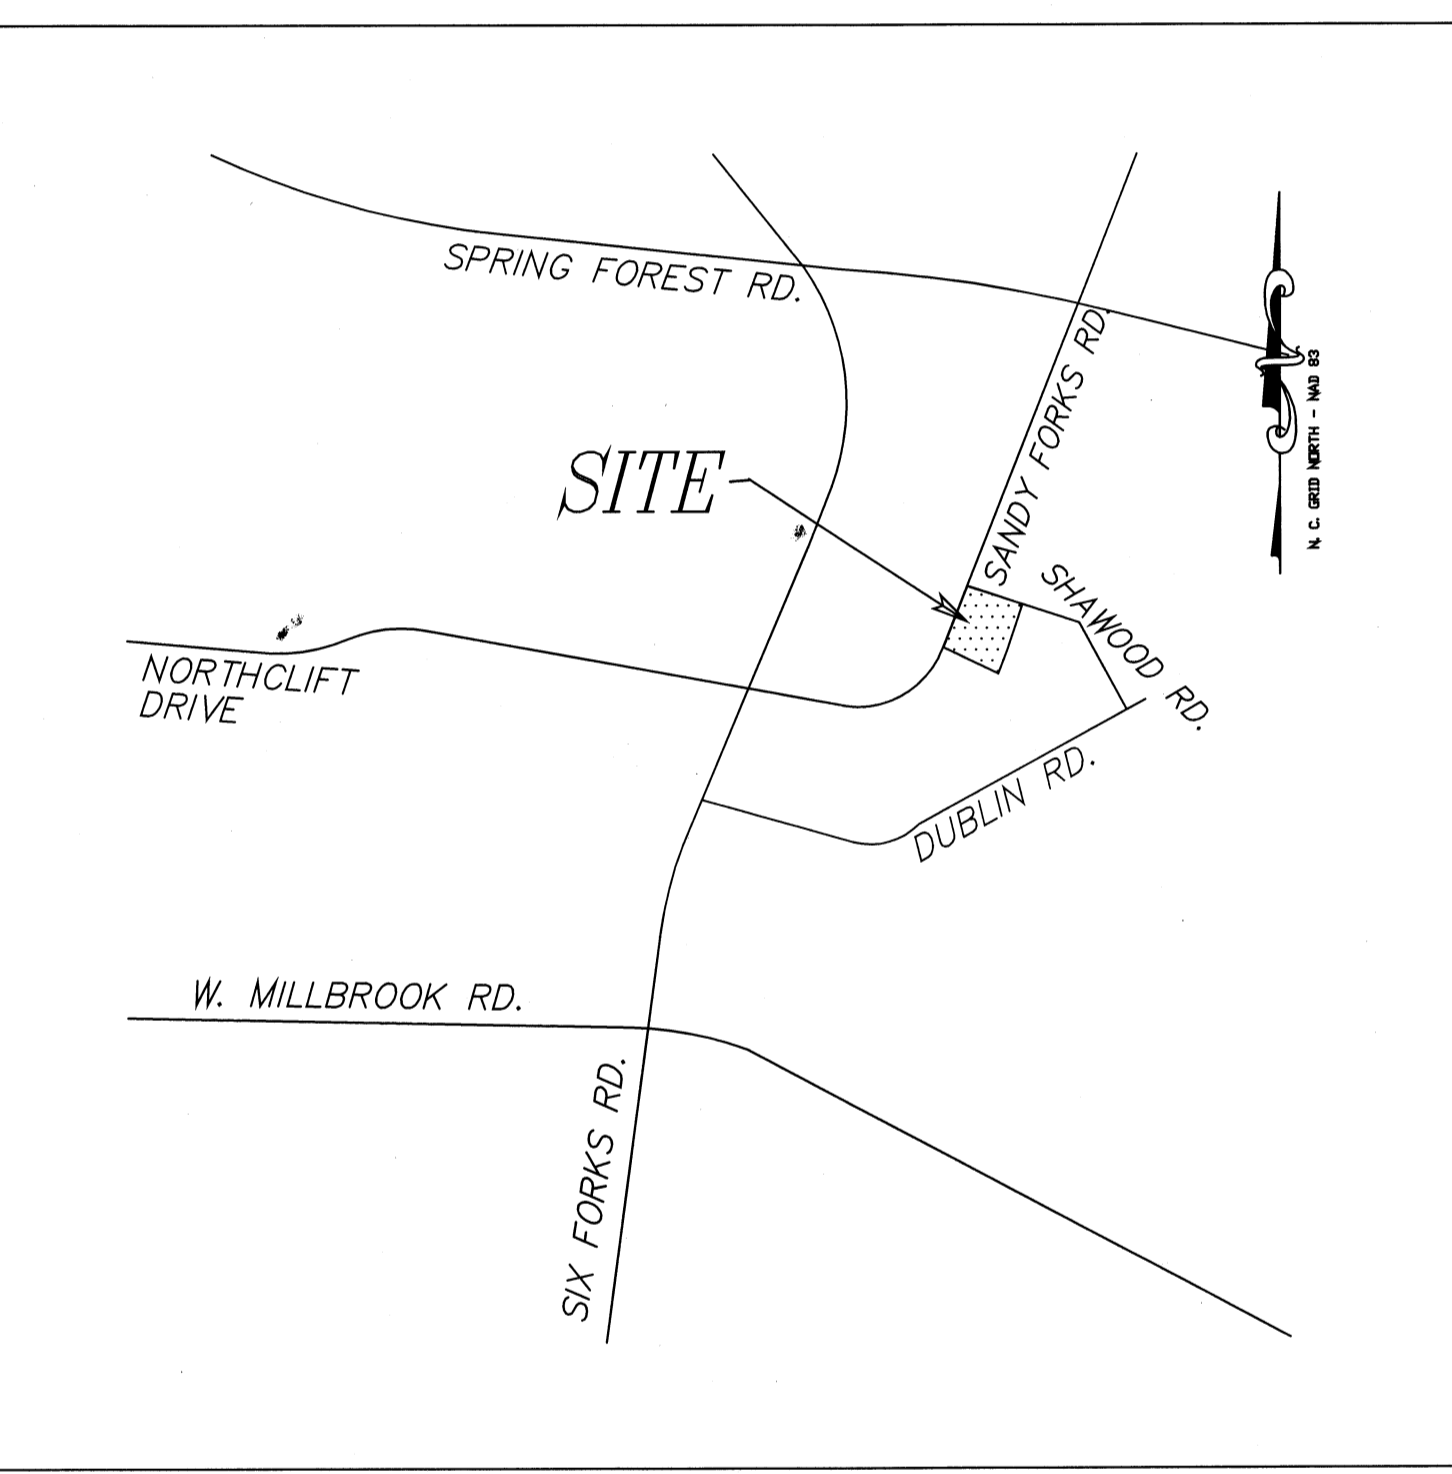 SPRING FOREST RD.
SANDY FORKS RD.
N. C. GRID NORTH - NAD 83
SITE
SHAWOOD RD.
NORTHCLIFT
DRIVE
DUBLIN RD.
W. MILLBROOK RD.
SIX FORKS RD.